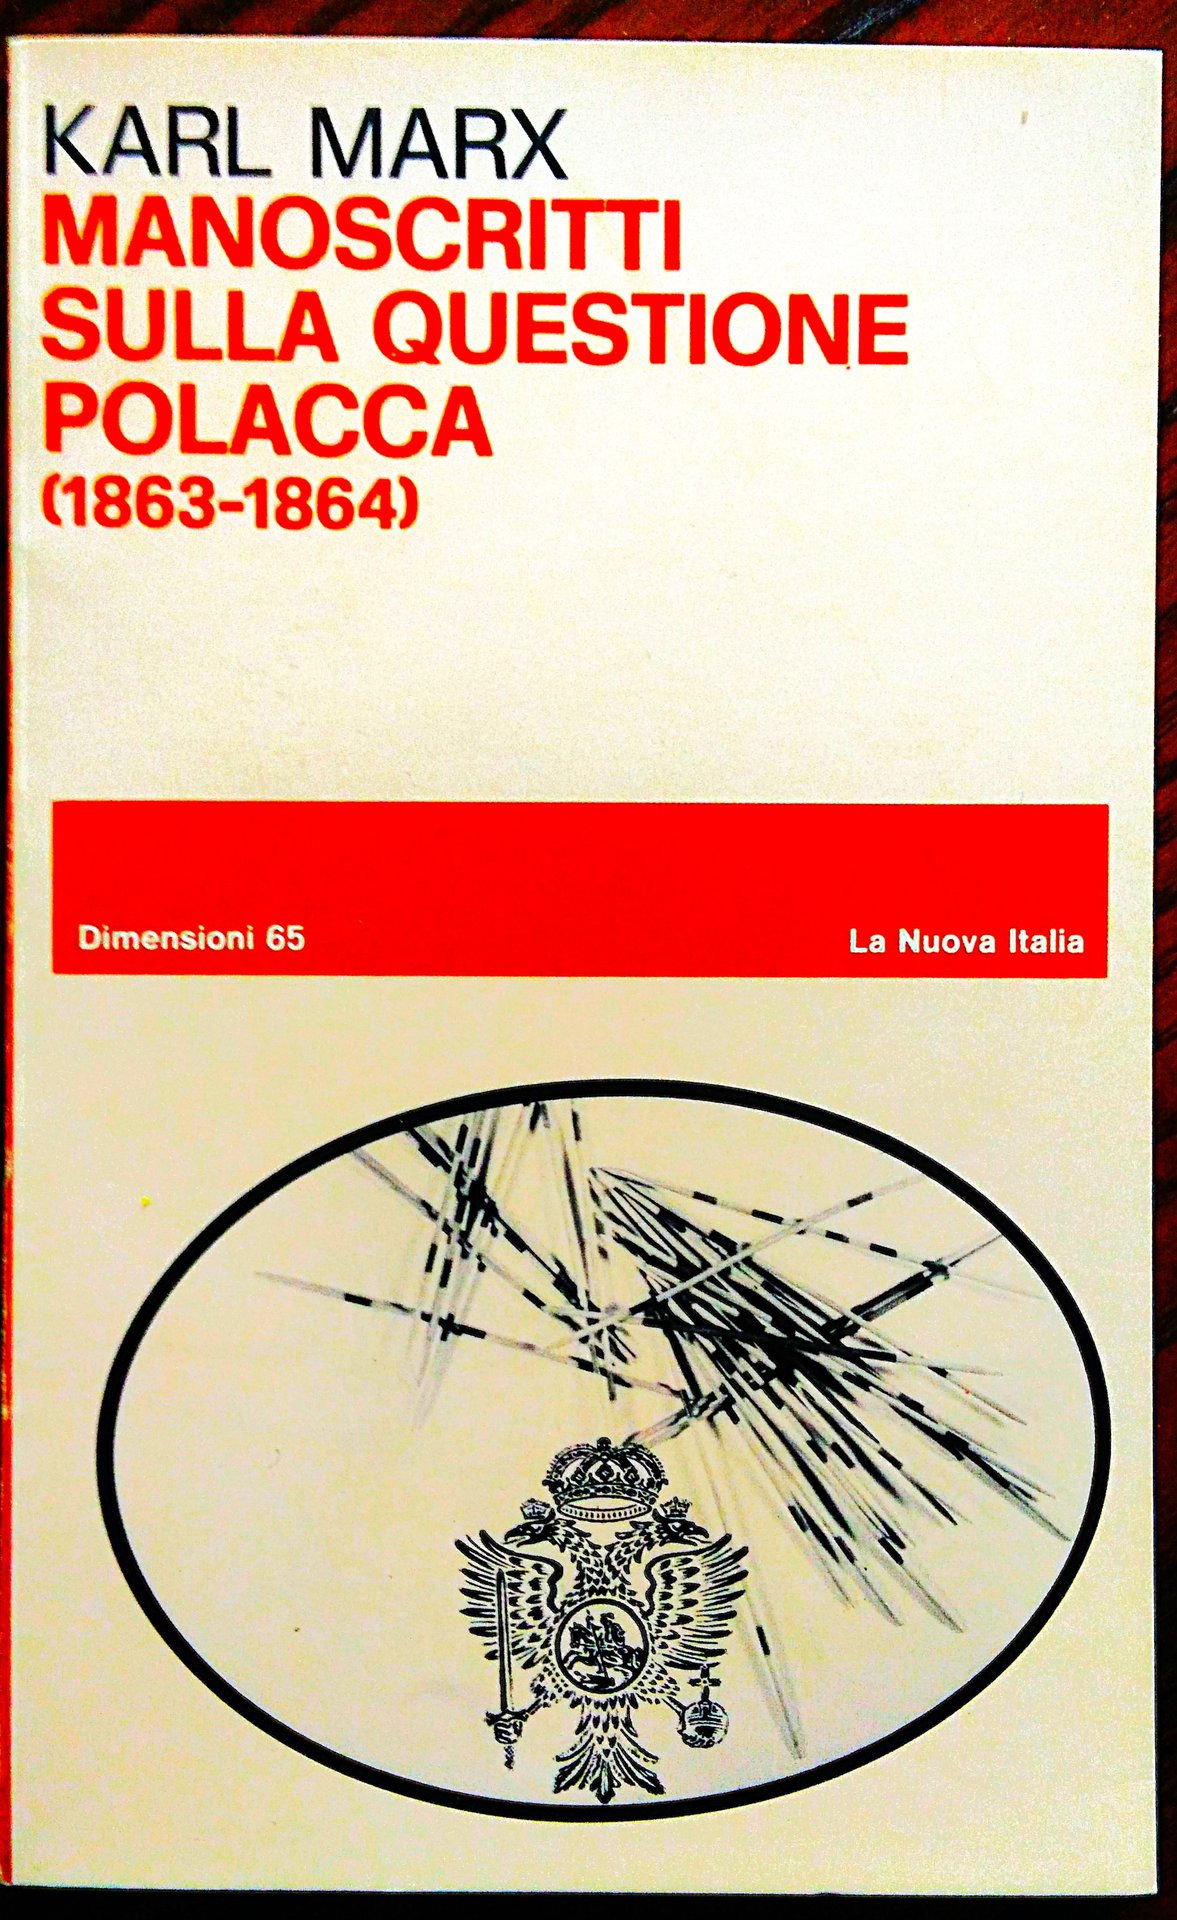 KARL MARX
MANOSCRITTI
SULLA QUESTIONE
POLACCA
(1863-1864)
Dimensioni 65
La Nuova Italia